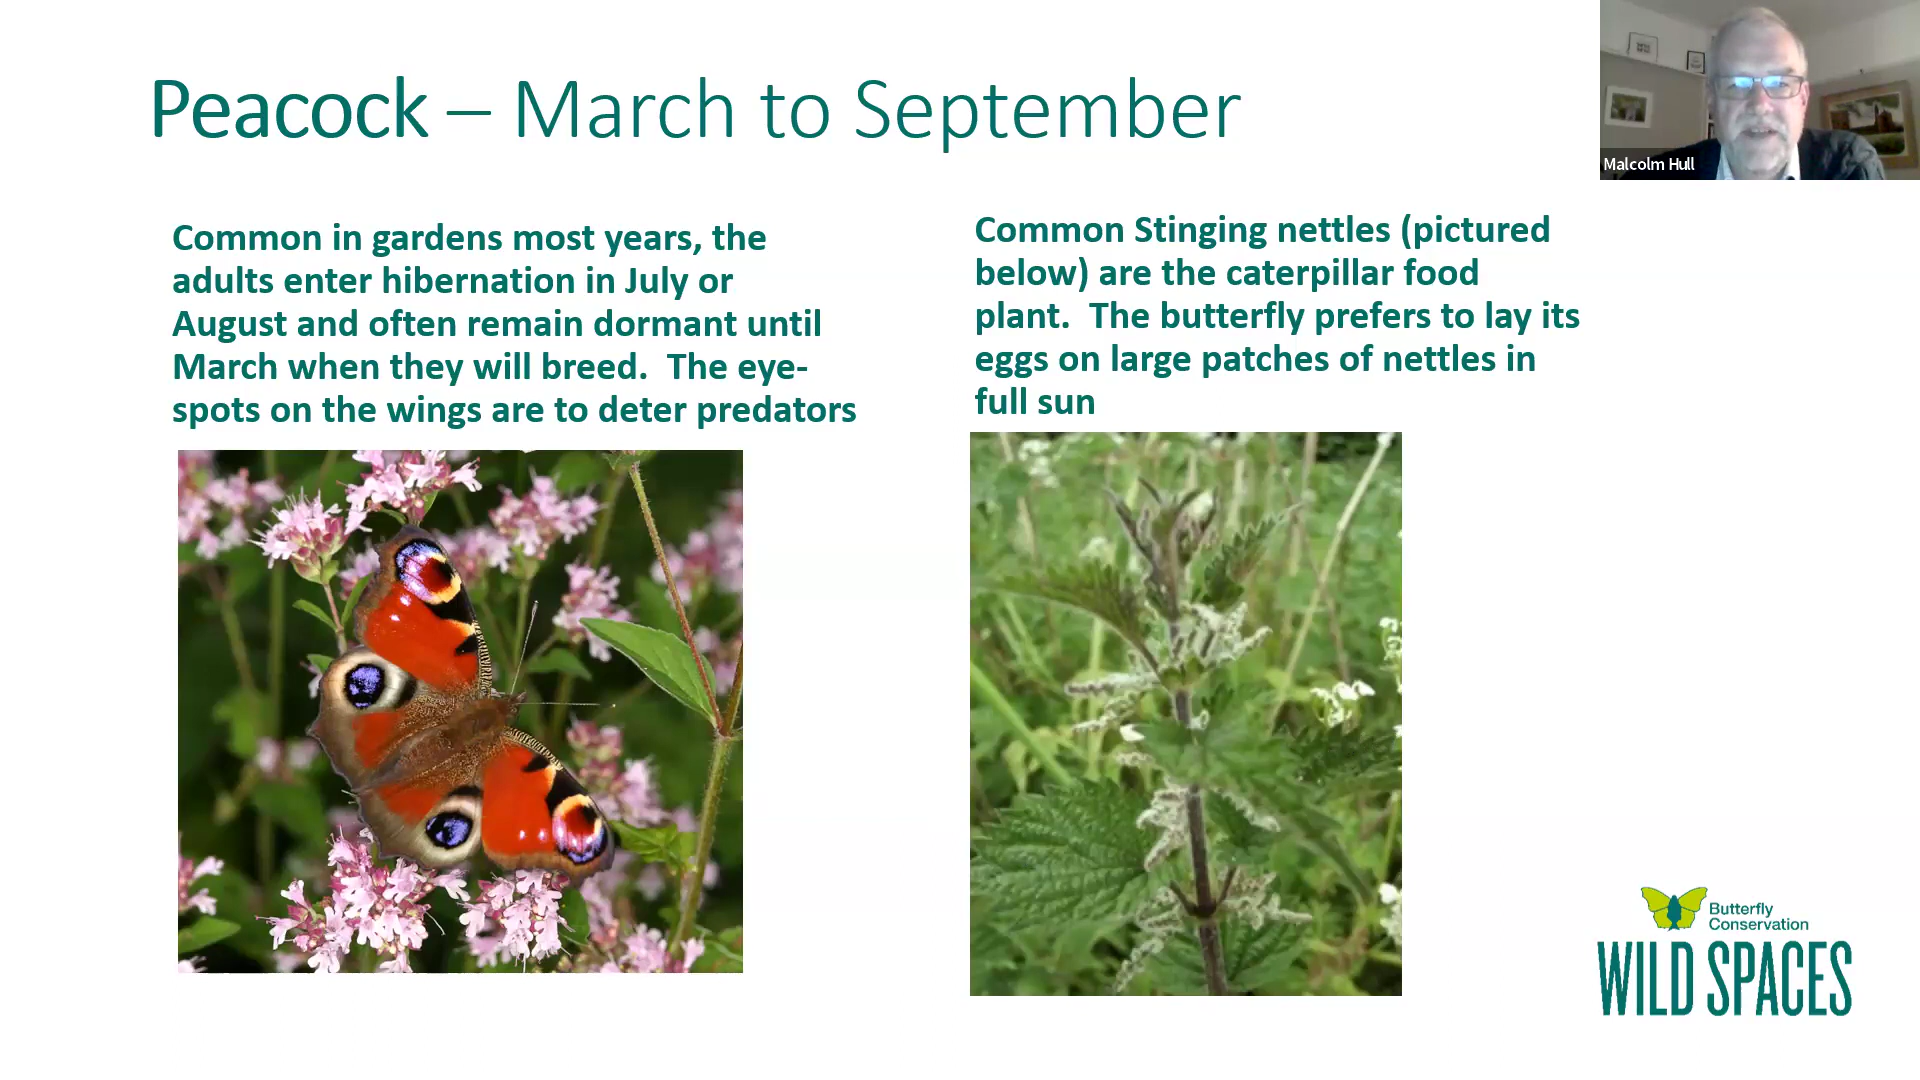 Peacock – March to September
Malcolm Hull
Common in gardens most years, the
adults enter hibernation in July or
August and often remain dormant until
March when they will breed.  The eye-
spots on the wings are to deter predators
Common Stinging nettles (pictured
below) are the caterpillar food
plant.  The butterfly prefers to lay its
eggs on large patches of nettles in
full sun
Butterfly
Conservation
WILD SPACES